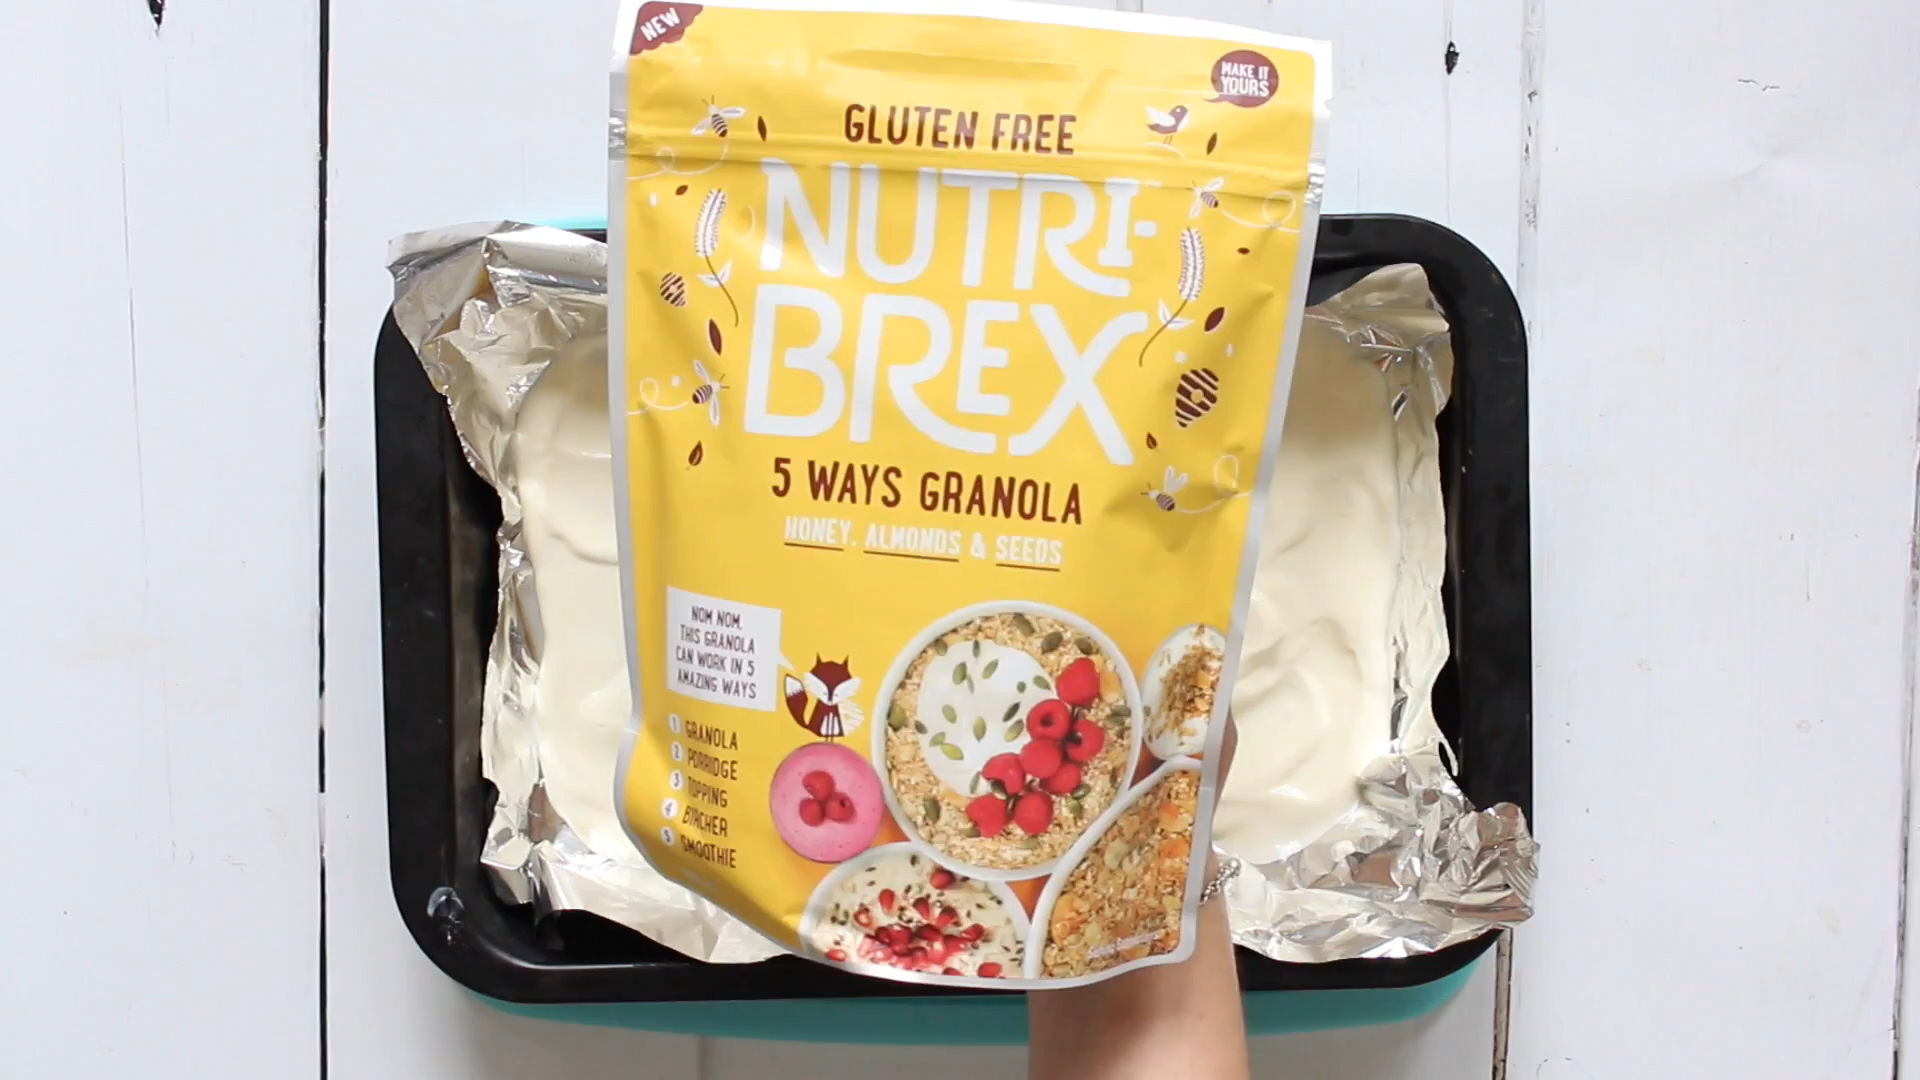 NEW
MAKE IT
YOURS
GLUTEN FREE
NUTRI-
BREX
5 WAYS GRANOLA
HONEY, ALMONDS & SEEDS
NOM NOM,
THIS GRANOLA
CAN WORK IN 5
AMAZING WAYS
1 GRANOLA
2 PORRIDGE
3 TOPPING
4 BIRCHER
5 SMOOTHIE